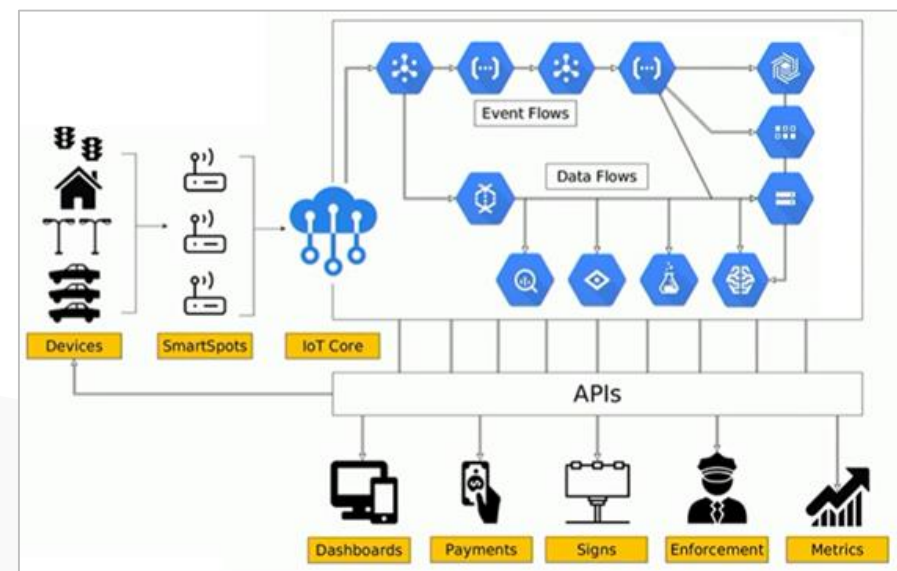 Event Flows
Data Flows
Devices
SmartSpots
IoT Core
APIs
Dashboards
Payments
Signs
Enforcement
Metrics